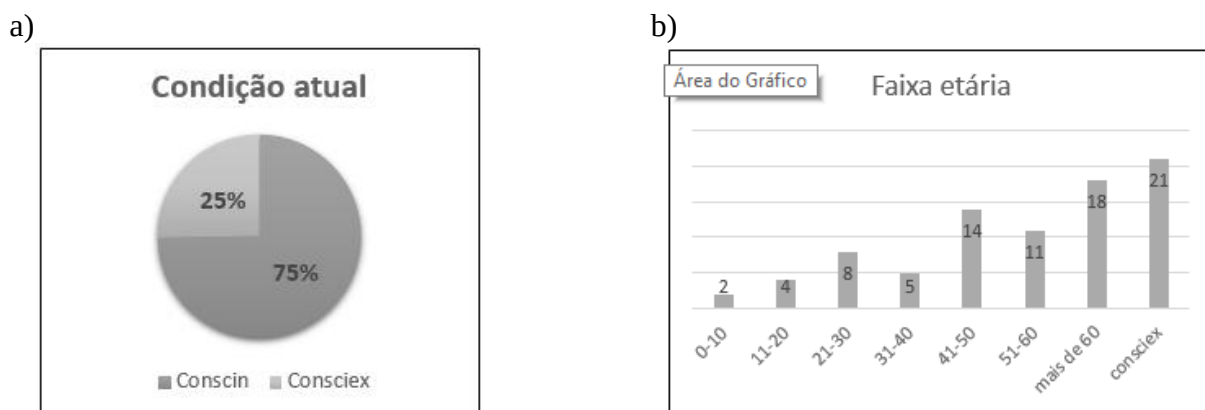 a)
Condição atual
25%
75%
Conscin Consciex
b)
Área do Gráfico
Faixa etária
2
4
8
5
14
11
18
21
0-10
11-20
21-30
31-40
41-50
51-60
mais de 60
consciex